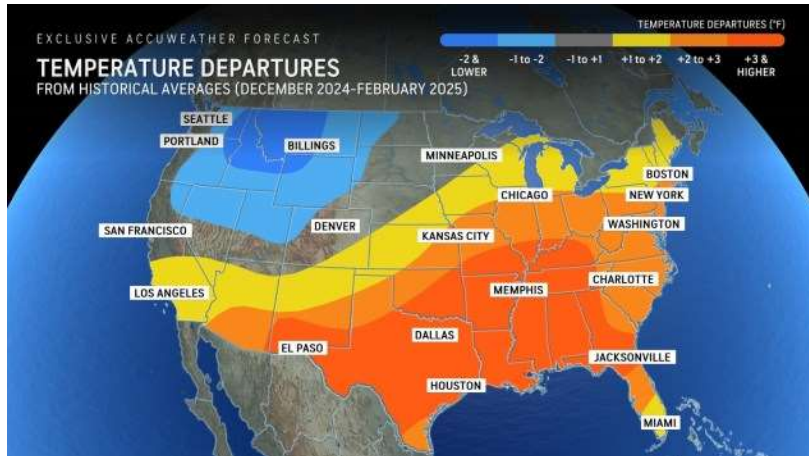 EXCLUSIVE ACCUWEATHER FORECAST
TEMPERATURE DEPARTURES
FROM HISTORICAL AVERAGES (DECEMBER 2024-FEBRUARY 2025)
TEMPERATURE DEPARTURES (°F)
-2 & LOWER
-1 to -2
-1 to +1
+1 to +2
+2 to +3
+3 & HIGHER
SEATTLE
PORTLAND
BILLINGS
MINNEAPOLIS
BOSTON
CHICAGO
NEW YORK
SAN FRANCISCO
DENVER
KANSAS CITY
WASHINGTON
LOS ANGELES
MEMPHIS
CHARLOTTE
EL PASO
DALLAS
JACKSONVILLE
HOUSTON
MIAMI